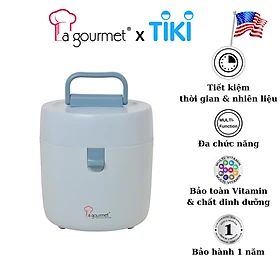 la gourmet® x TIKI
Tiết kiệm
thời gian & nhiên liệu
MULTI-
Function
Đa chức năng
Bảo toàn Vitamin
& chất dinh dưỡng
1
Bảo hành 1 năm
la gourmet